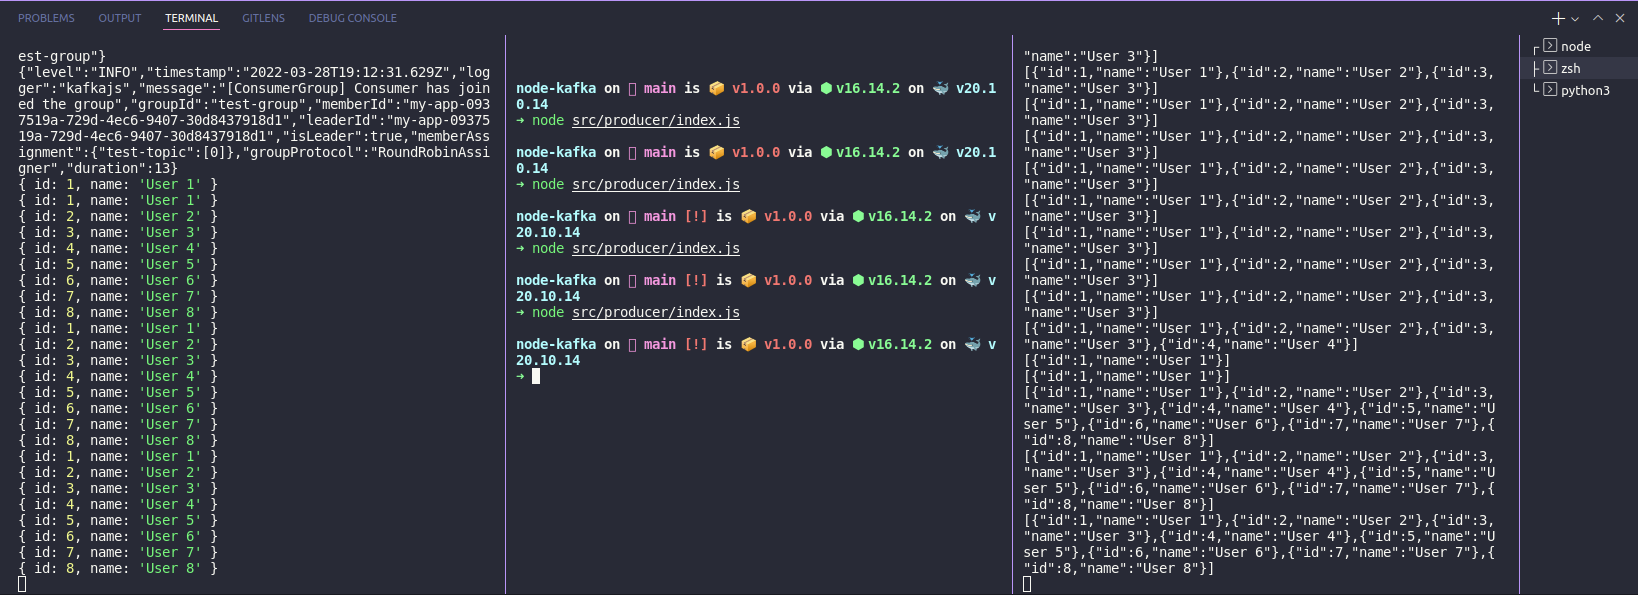 PROBLEMS OUTPUT TERMINAL GITLENS DEBUG CONSOLE
est-group"}
{"level":"INFO","timestamp":"2022-03-28T19:12:31.629Z","log
ger":"kafkajs","message":"[ConsumerGroup] Consumer has join
ed the group","groupId":"test-group","memberId":"my-app-093
7519a-729d-4ec6-9407-30d8437918d1","leaderId":"my-app-09375
19a-729d-4ec6-9407-30d8437918d1","isLeader":true,"memberAss
ignment":{"test-topic":[0]},"groupProtocol":"RoundRobinAssi
gner","duration":13}
{ id: 1, name: 'User 1' }
{ id: 1, name: 'User 1' }
{ id: 2, name: 'User 2' }
{ id: 3, name: 'User 3' }
{ id: 4, name: 'User 4' }
{ id: 5, name: 'User 5' }
{ id: 6, name: 'User 6' }
{ id: 7, name: 'User 7' }
{ id: 8, name: 'User 8' }
{ id: 1, name: 'User 1' }
{ id: 2, name: 'User 2' }
{ id: 3, name: 'User 3' }
{ id: 4, name: 'User 4' }
{ id: 5, name: 'User 5' }
{ id: 6, name: 'User 6' }
{ id: 7, name: 'User 7' }
{ id: 8, name: 'User 8' }
{ id: 1, name: 'User 1' }
{ id: 2, name: 'User 2' }
{ id: 3, name: 'User 3' }
{ id: 4, name: 'User 4' }
{ id: 5, name: 'User 5' }
{ id: 6, name: 'User 6' }
{ id: 7, name: 'User 7' }
{ id: 8, name: 'User 8' }
node-kafka on main is 📦 v1.0.0 via ⬢ v16.14.2 on 🐳 v20.1
0.14
→ node src/producer/index.js
node-kafka on main is 📦 v1.0.0 via ⬢ v16.14.2 on 🐳 v20.1
0.14
→ node src/producer/index.js
node-kafka on main [!] is 📦 v1.0.0 via ⬢ v16.14.2 on 🐳 v
20.10.14
→ node src/producer/index.js
node-kafka on main [!] is 📦 v1.0.0 via ⬢ v16.14.2 on 🐳 v
20.10.14
→ node src/producer/index.js
node-kafka on main [!] is 📦 v1.0.0 via ⬢ v16.14.2 on 🐳 v
20.10.14
→
"name":"User 3"}]
[{"id":1,"name":"User 1"},{"id":2,"name":"User 2"},{"id":3,
"name":"User 3"}]
[{"id":1,"name":"User 1"},{"id":2,"name":"User 2"},{"id":3,
"name":"User 3"}]
[{"id":1,"name":"User 1"},{"id":2,"name":"User 2"},{"id":3,
"name":"User 3"}]
[{"id":1,"name":"User 1"},{"id":2,"name":"User 2"},{"id":3,
"name":"User 3"}]
[{"id":1,"name":"User 1"},{"id":2,"name":"User 2"},{"id":3,
"name":"User 3"}]
[{"id":1,"name":"User 1"},{"id":2,"name":"User 2"},{"id":3,
"name":"User 3"}]
[{"id":1,"name":"User 1"},{"id":2,"name":"User 2"},{"id":3,
"name":"User 3"}]
[{"id":1,"name":"User 1"},{"id":2,"name":"User 2"},{"id":3,
"name":"User 3"}]
[{"id":1,"name":"User 1"},{"id":2,"name":"User 2"},{"id":3,
"name":"User 3"},{"id":4,"name":"User 4"}]
[{"id":1,"name":"User 1"}]
[{"id":1,"name":"User 1"}]
[{"id":1,"name":"User 1"},{"id":2,"name":"User 2"},{"id":3,
"name":"User 3"},{"id":4,"name":"User 4"},{"id":5,"name":"U
ser 5"},{"id":6,"name":"User 6"},{"id":7,"name":"User 7"},{
"id":8,"name":"User 8"}]
[{"id":1,"name":"User 1"},{"id":2,"name":"User 2"},{"id":3,
"name":"User 3"},{"id":4,"name":"User 4"},{"id":5,"name":"U
ser 5"},{"id":6,"name":"User 6"},{"id":7,"name":"User 7"},{
"id":8,"name":"User 8"}]
[{"id":1,"name":"User 1"},{"id":2,"name":"User 2"},{"id":3,
"name":"User 3"},{"id":4,"name":"User 4"},{"id":5,"name":"U
ser 5"},{"id":6,"name":"User 6"},{"id":7,"name":"User 7"},{
"id":8,"name":"User 8"}]
node
zsh
python3